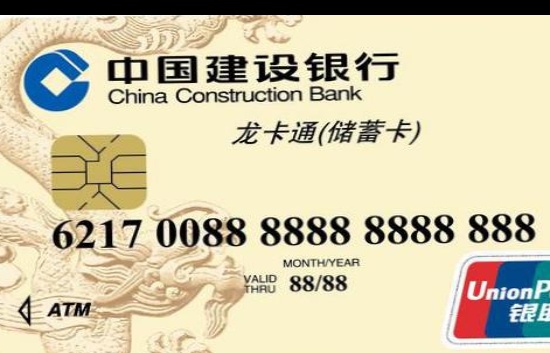 中国建设银行
China Construction Bank
龙卡通(储蓄卡)
6217 0088 8888 8888 888
MONTH/YEAR
VALID THRU 88/88
ATM
UnionP
银联